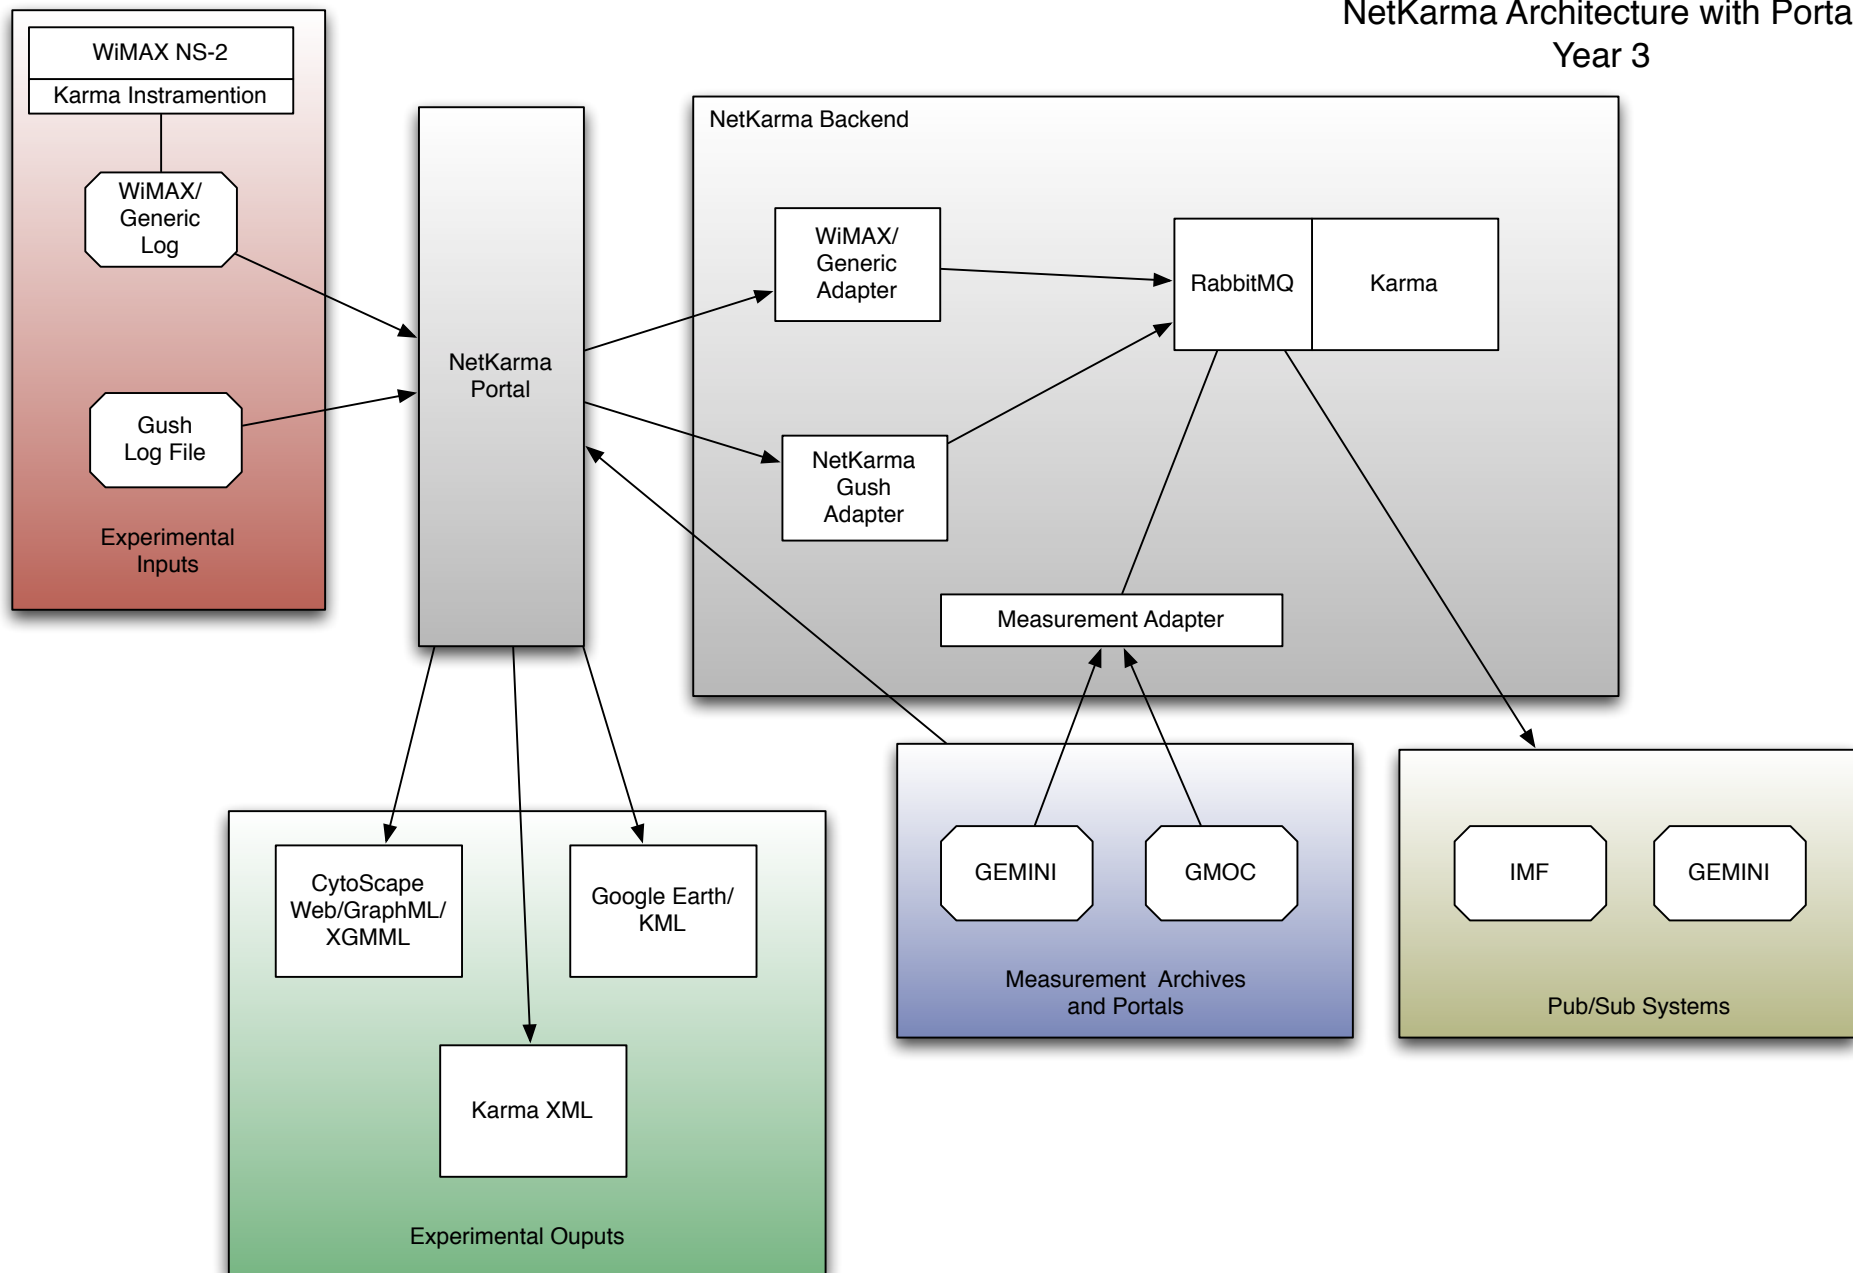 NetKarma Architecture with Porta
Year 3
WiMAX NS-2
Karma Instramention
WiMAX/
Generic
Log
Gush
Log File
Experimental
Inputs
NetKarma
Portal
NetKarma Backend
WiMAX/
Generic
Adapter
RabbitMQ
Karma
NetKarma
Gush
Adapter
Measurement Adapter
CytoScape
Web/GraphML/
XGMML
Google Earth/
KML
Karma XML
Experimental Ouputs
GEMINI
GMOC
Measurement  Archives
and Portals
IMF
GEMINI
Pub/Sub Systems